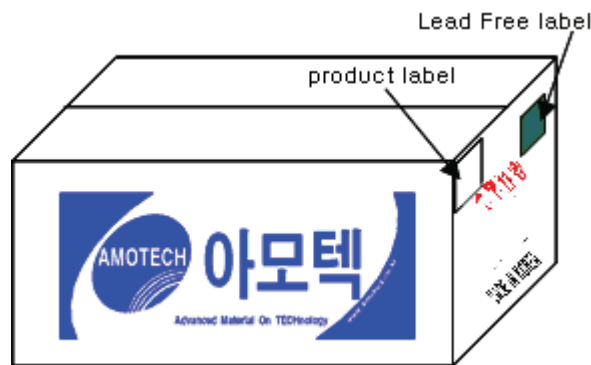 Lead Free label
product label
AMOTECH
아모텍
Advanced Material On TECHnology